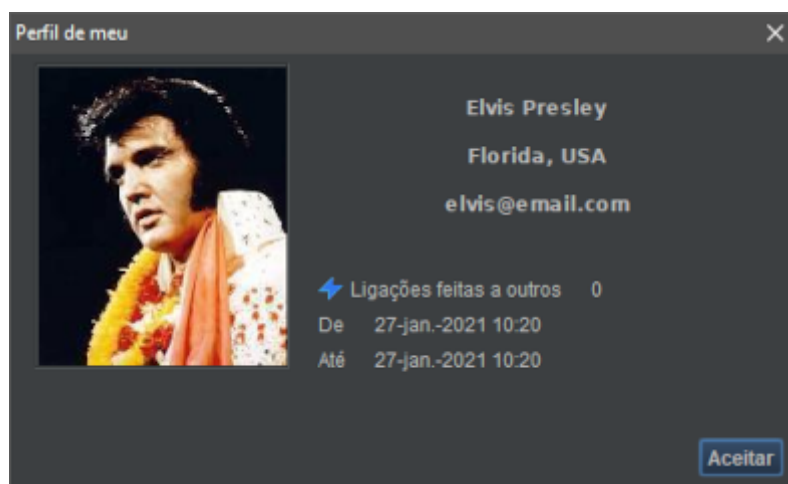 Perfil de meu
Elvis Presley
Florida, USA
elvis@email.com
Ligações feitas a outros 0
De 27-jan.-2021 10:20
Até 27-jan.-2021 10:20
Aceitar